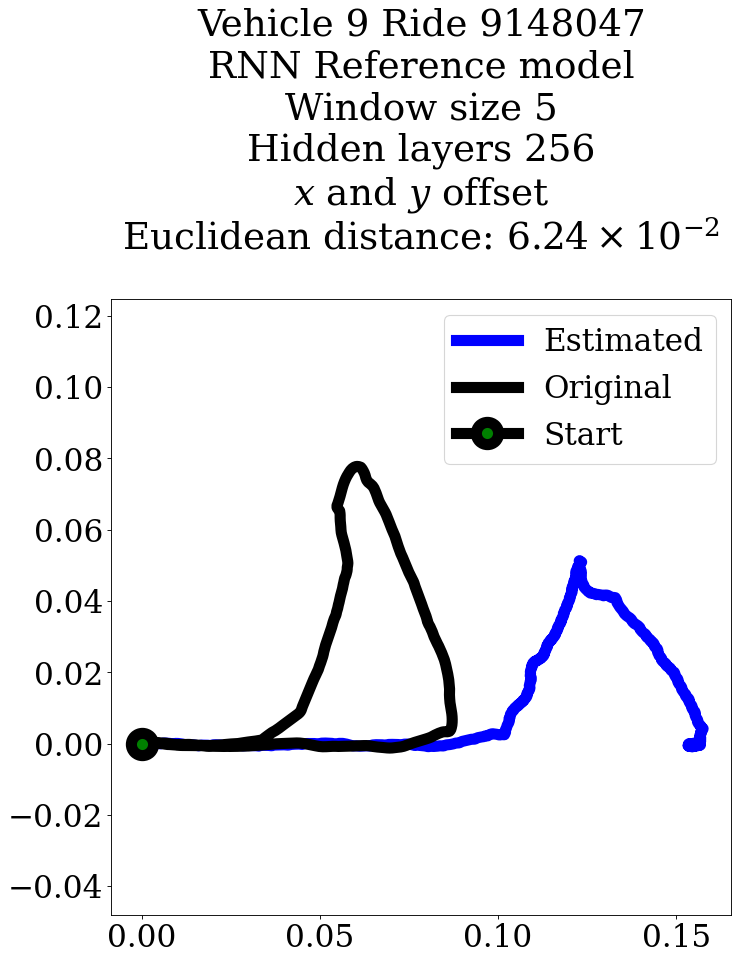 Vehicle 9 Ride 9148047
RNN Reference model
Window size 5
Hidden layers 256
x and y offset
Euclidean distance: 6.24 × 10⁻²
Estimated
Original
Start
0.12
0.10
0.08
0.06
0.04
0.02
0.00
−0.02
−0.04
0.00 0.05 0.10 0.15